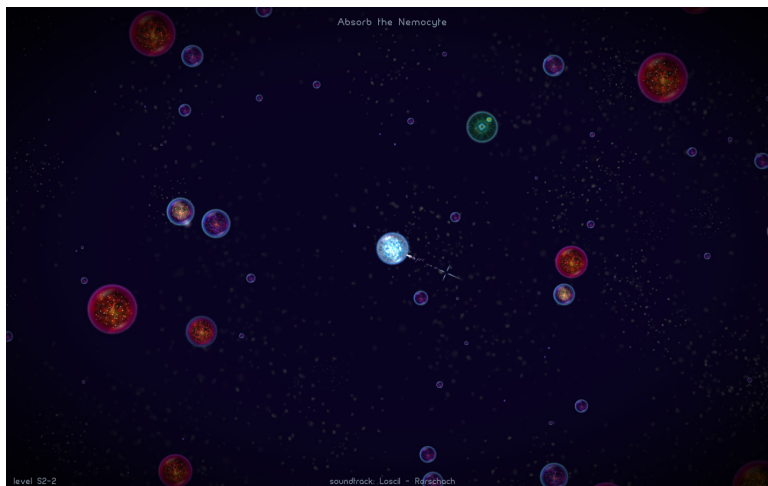 Absorb the Nemocyte
level S2-2
soundtrack: Loscil - Rorschach